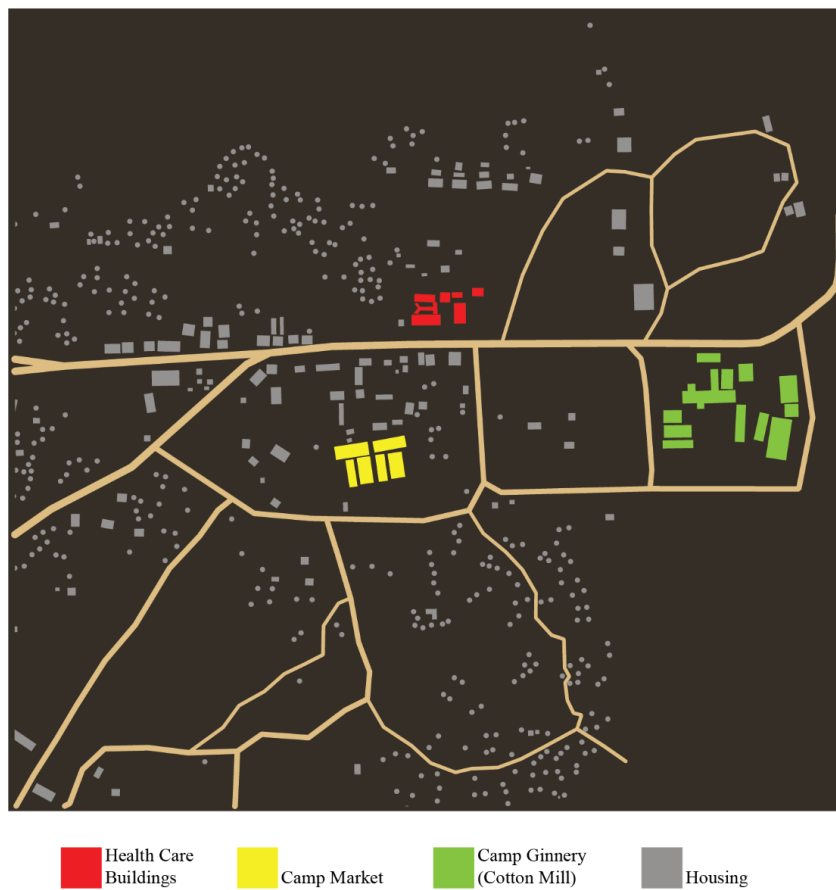 Health Care
Buildings
Camp Market
Camp Ginnery
(Cotton Mill)
Housing